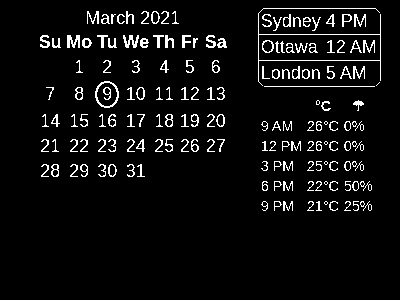 March 2021
Su Mo Tu We Th Fr Sa
1 2 3 4 5 6
7 8 9 10 11 12 13
14 15 16 17 18 19 20
21 22 23 24 25 26 27
28 29 30 31
Sydney 4 PM
Ottawa 12 AM
London 5 AM
°C ☂
9 AM 26°C 0%
12 PM 26°C 0%
3 PM 25°C 0%
6 PM 22°C 50%
9 PM 21°C 25%